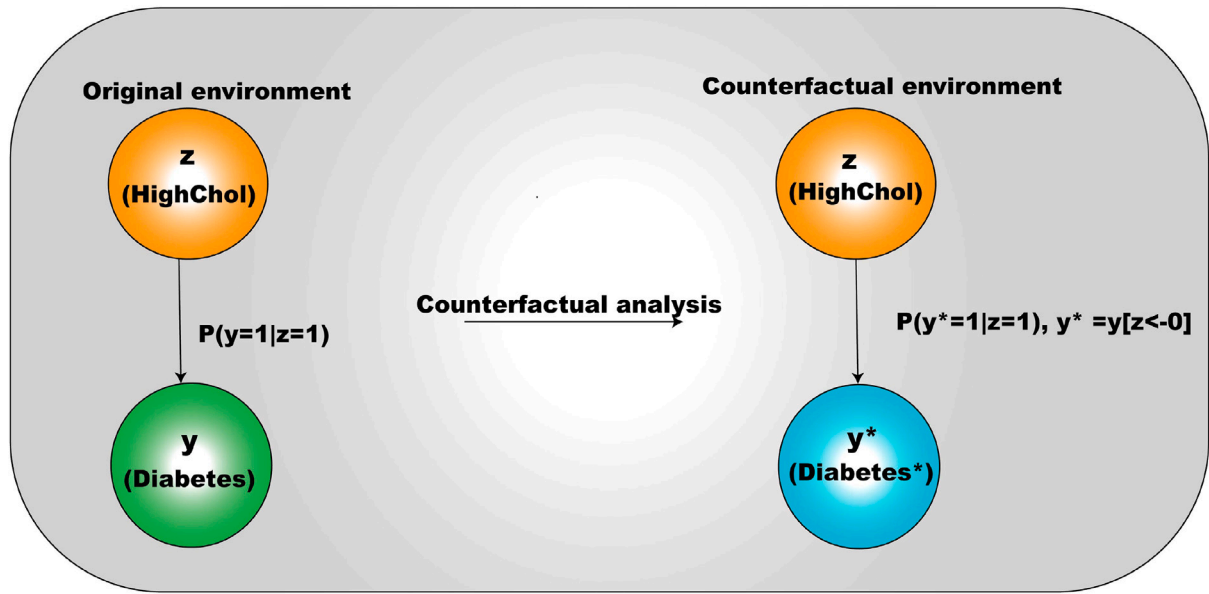 Original environment
Counterfactual environment
z
(HighChol)
z
(HighChol)
Counterfactual analysis
P(y=1|z=1)
P(y*=1|z=1), y* =y[z<-0]
y
(Diabetes)
y*
(Diabetes*)